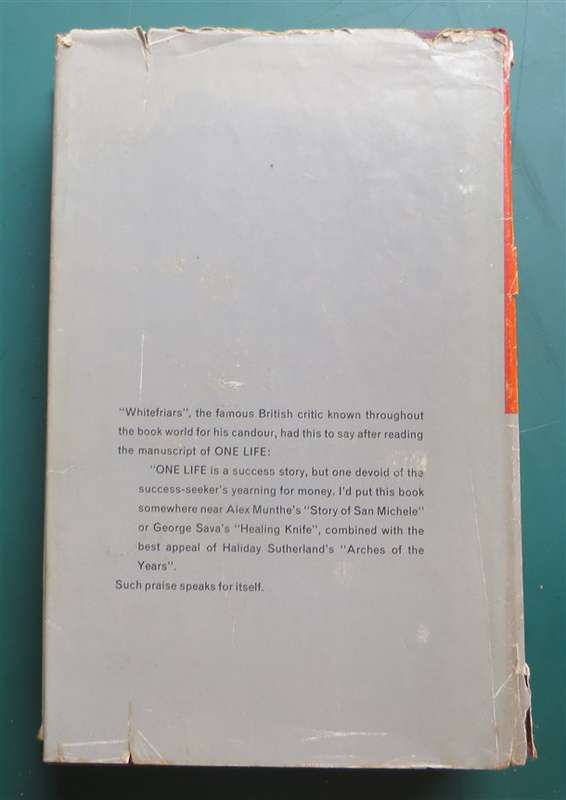 "Whitefriars", the famous British critic known throughout
the book world for his candour, had this to say after reading
the manuscript of ONE LIFE:
"ONE LIFE is a success story, but one devoid of the
success-seeker's yearning for money. I'd put this book
somewhere near Alex Munthe's "Story of San Michele"
or George Sava's "Healing Knife", combined with the
best appeal of Haliday Sutherland's "Arches of the
Years".
Such praise speaks for itself.